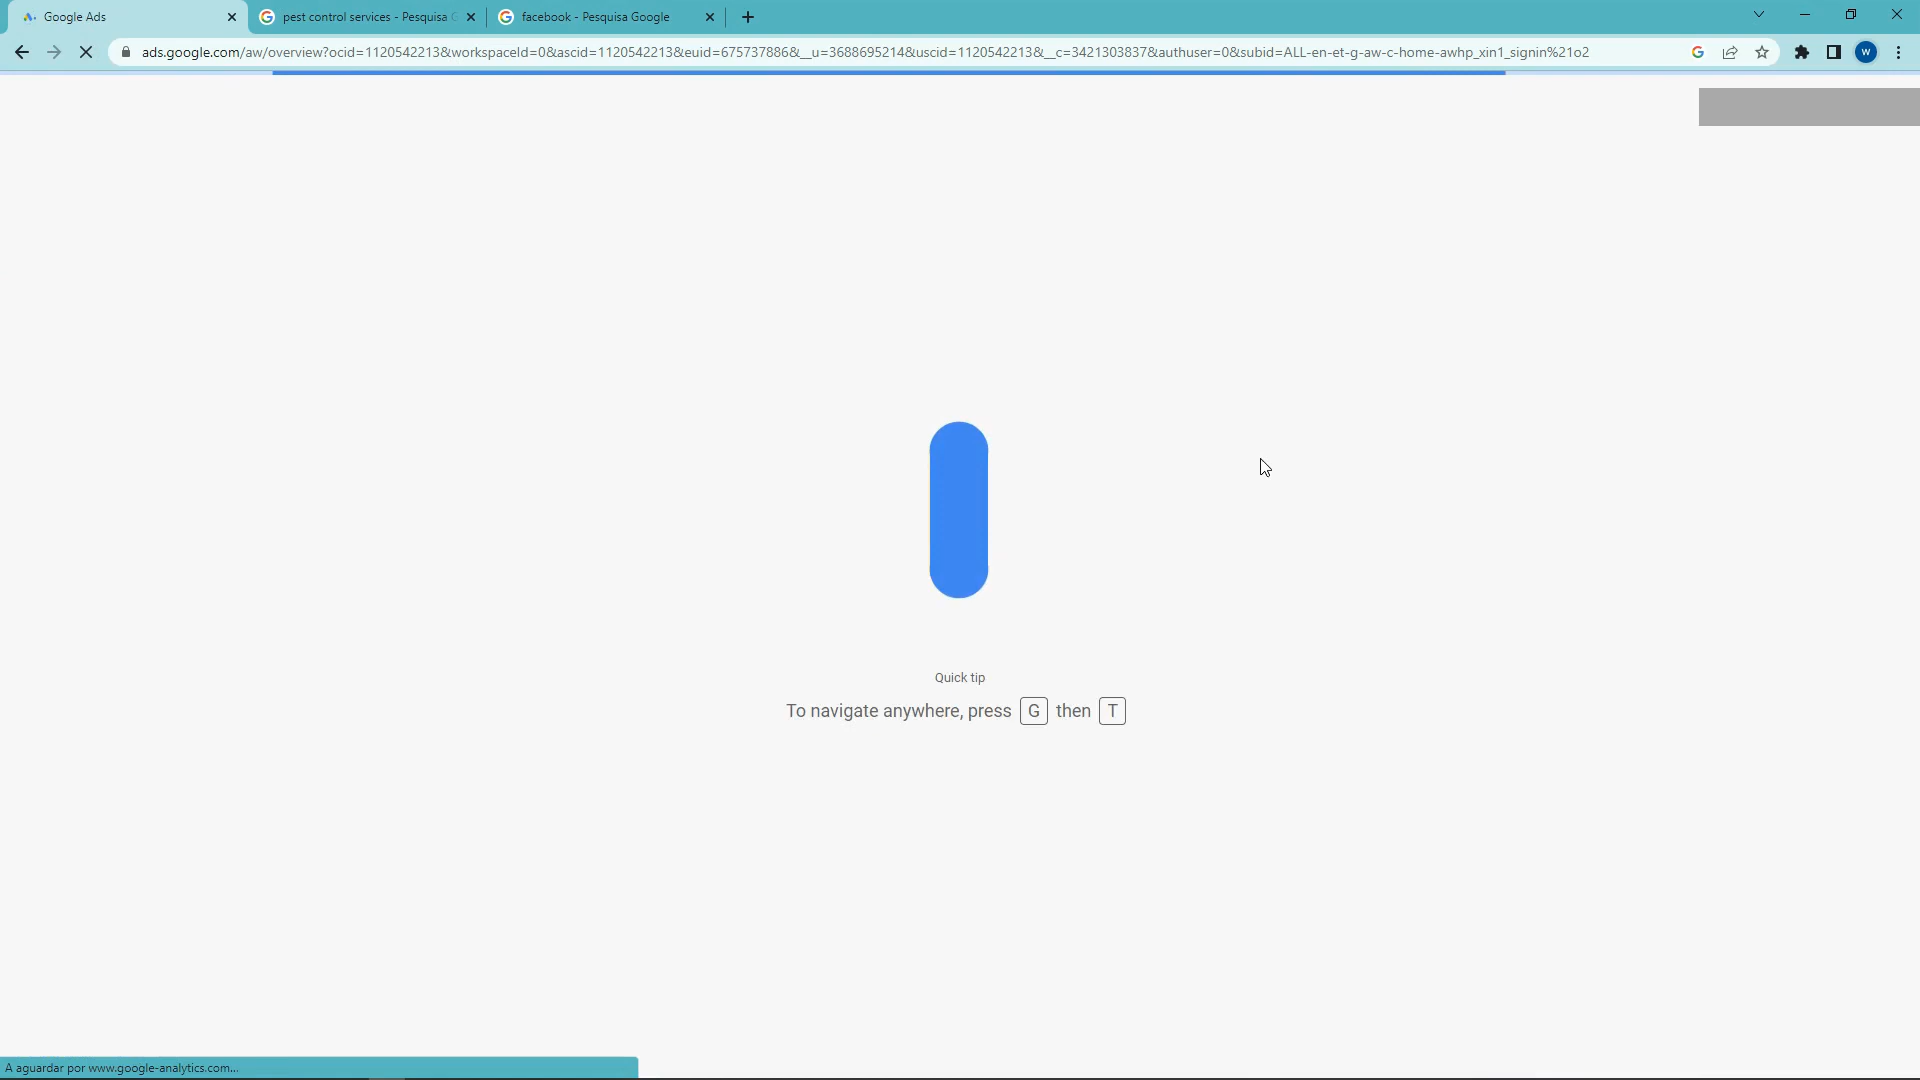 Google Ads
pest control services - Pesquisa G
facebook - Pesquisa Google
ads.google.com/aw/overview?ocid=1120542213&workspaceId=0&ascid=1120542213&euid=675737886&__u=3688695214&uscid=1120542213&__c=3421303837&authuser=0&subid=ALL-en-et-g-aw-c-home-awhp_xin1_signin%21o2
W
Quick tip
To navigate anywhere, press G then T
A aguardar por www.google-analytics.com...